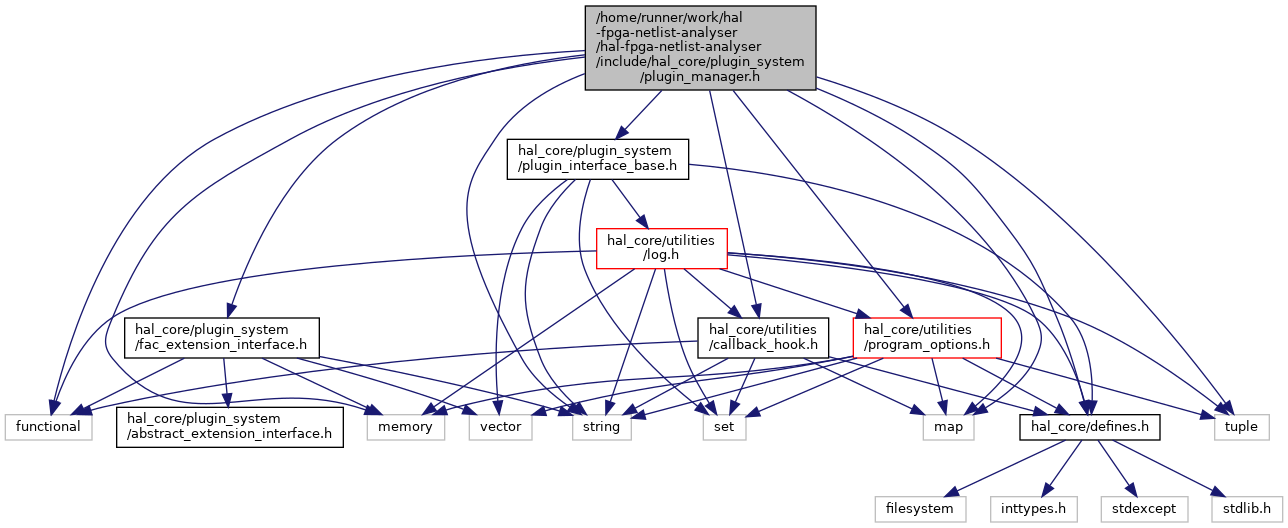 /home/runner/work/hal
-fpga-netlist-analyser
/hal-fpga-netlist-analyser
/include/hal_core/plugin_system
/plugin_manager.h
hal_core/plugin_system
/plugin_interface_base.h
hal_core/utilities
/log.h
hal_core/plugin_system
/fac_extension_interface.h
hal_core/utilities
/callback_hook.h
hal_core/utilities
/program_options.h
functional
hal_core/plugin_system
/abstract_extension_interface.h
memory
vector
string
set
map
hal_core/defines.h
tuple
filesystem
inttypes.h
stdexcept
stdlib.h